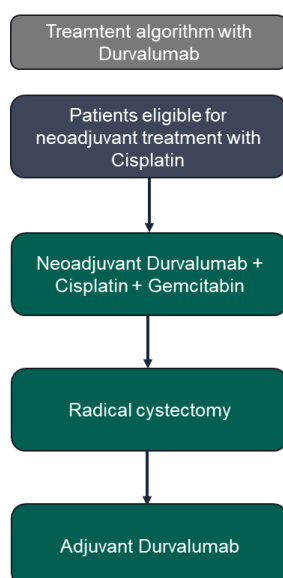 Treamtent algorithm with
Durvalumab
Patients eligible for
neoadjuvant treatment with
Cisplatin
Neoadjuvant Durvalumab +
Cisplatin + Gemcitabin
Radical cystectomy
Adjuvant Durvalumab